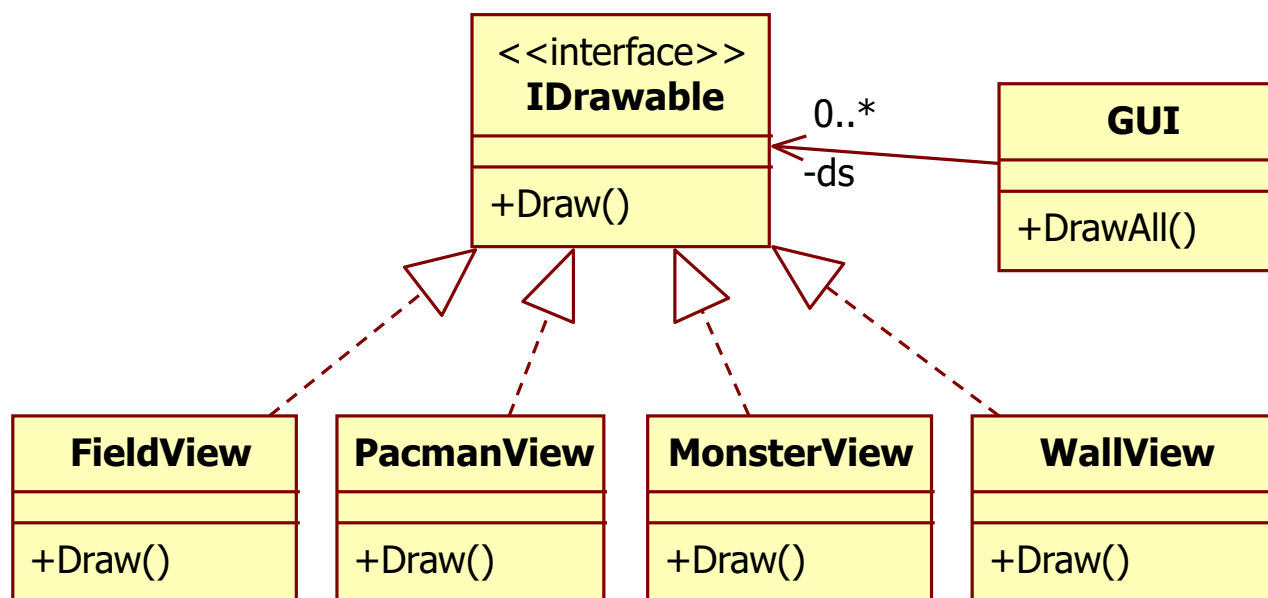 <<interface>>
IDrawable
+Draw()
0..*
-ds
GUI
+DrawAll()
FieldView
+Draw()
PacmanView
+Draw()
MonsterView
+Draw()
WallView
+Draw()